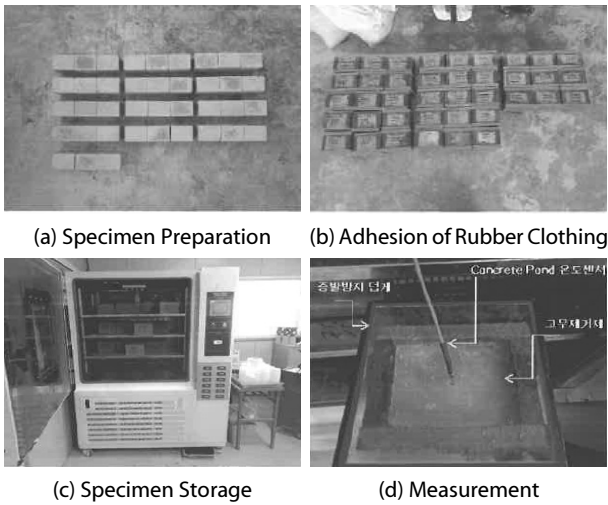 (a) Specimen Preparation
(b) Adhesion of Rubber Clothing
(c) Specimen Storage
Concrete Pond 온도센서
증발방지 덮개
고무제거제
(d) Measurement